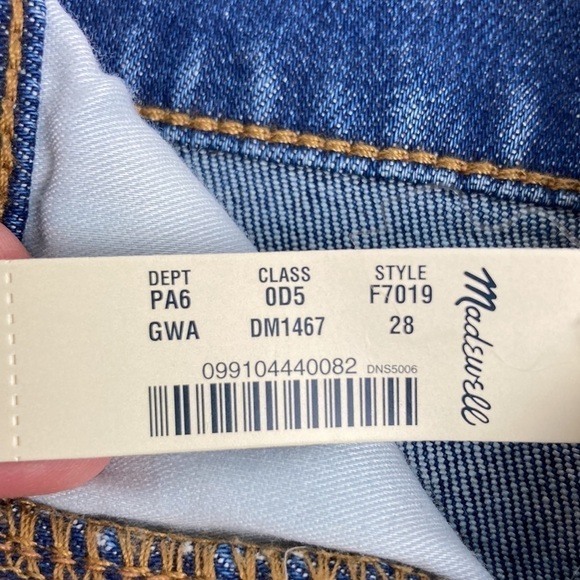 DEPT CLASS STYLE
PA6 0D5 F7019
GWA DM1467 28
099104440082 DNS5006
Madewell